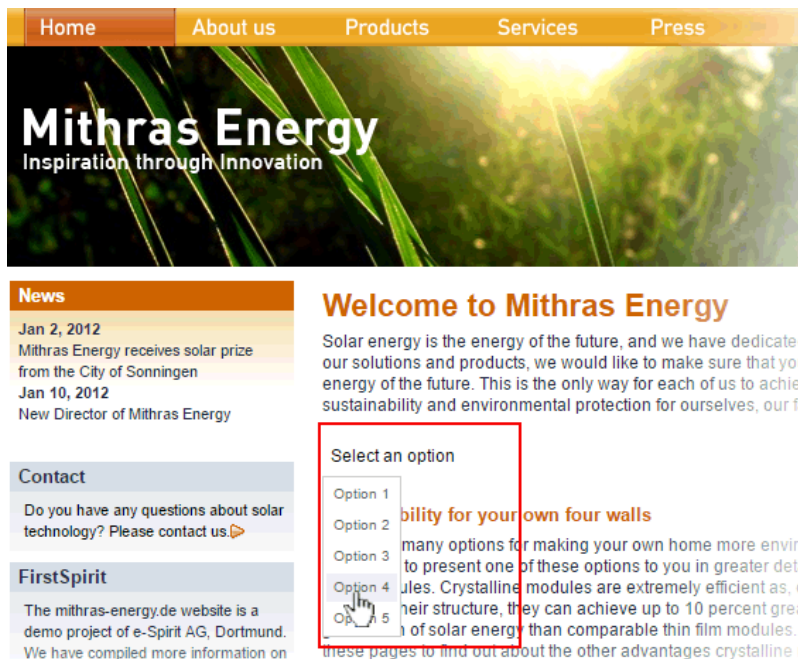 Home About us Products Services Press
Mithras Energy
Inspiration through Innovation
News
Jan 2, 2012
Mithras Energy receives solar prize
from the City of Sonningen
Jan 10, 2012
New Director of Mithras Energy
Contact
Do you have any questions about solar
technology? Please contact us.
FirstSpirit
The mithras-energy.de website is a
demo project of e-Spirit AG, Dortmund.
We have compiled more information on
Welcome to Mithras Energy
Solar energy is the energy of the future, and we have dedicate
our solutions and products, we would like to make sure that yo
energy of the future. This is the only way for each of us to achie
sustainability and environmental protection for ourselves, our f
Select an option
Option 1
Option 2
Option 3
Option 4
5
bility for your own four walls
many options for making your own home more envir
to present one of these options to you in greater det
ules. Crystalline modules are extremely efficient as,
heir structure, they can achieve up to 10 percent grea
n of solar energy than comparable thin film modules.
these pages to find out about the other advantages crystalline